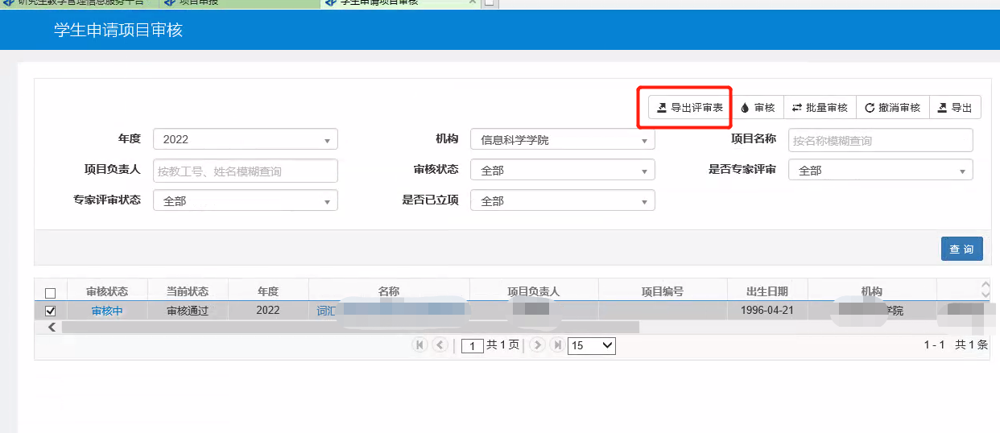 研究生教学管理信息服务平台 项目申报 学生申请项目审核
学生申请项目审核
导出评审表 审核 批量审核 撤消审核 导出
年度 2022 机构 信息科学学院 项目名称 按名称模糊查询
项目负责人 按教工号、姓名模糊查询 审核状态 全部 是否专家评审 全部
专家评审状态 全部 是否已立项 全部
查询
审核状态 当前状态 年度 名称 项目负责人 项目编号 出生日期 机构
审核中 审核通过 2022 词汇 1996-04-21 学院
1 共 1 页 15 1 - 1 共 1 条